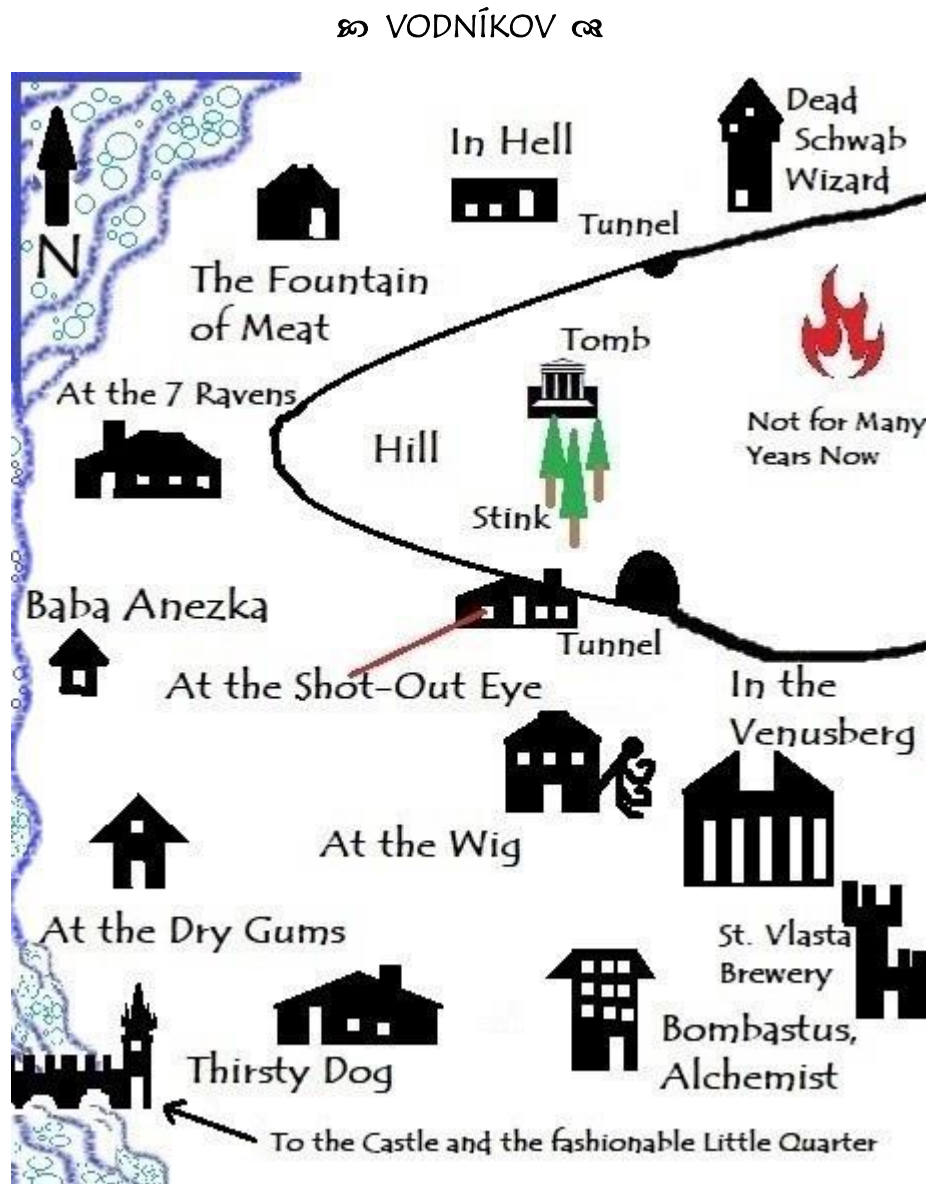 VODNÍKOV
Dead
Schwab
Wizard
In Hell
Tunnel
N
The Fountain
of Meat
Tomb
At the 7 Ravens
Not for Many
Years Now
Hill
Stink
Baba Anezka
Tunnel
At the Shot-Out Eye
In the
Venusberg
At the Wig
At the Dry Gums
St. Vlasta
Brewery
Bombastus,
Alchemist
Thirsty Dog
To the Castle and the fashionable Little Quarter